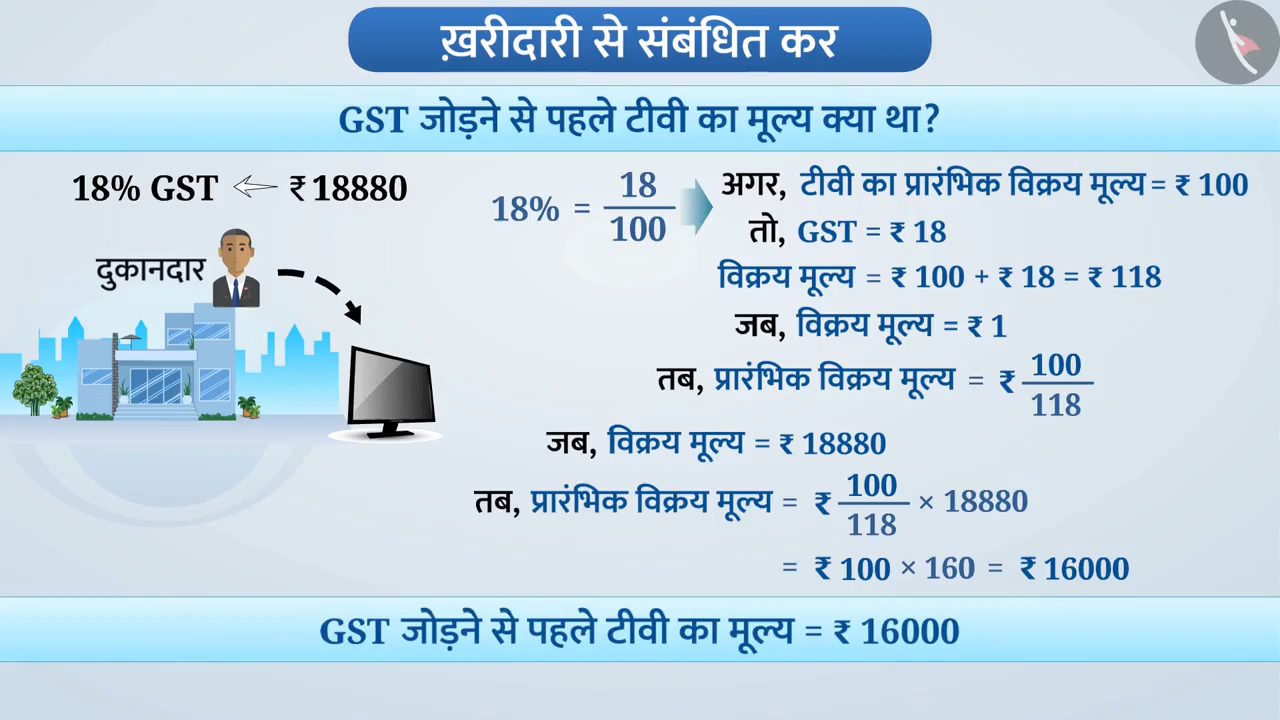 ख़रीदारी से संबंधित कर
GST जोड़ने से पहले टीवी का मूल्य क्या था?
18% GST ⟸ ₹ 18880
दुकानदार
18% = 18/100
अगर, टीवी का प्रारंभिक विक्रय मूल्य = ₹ 100
तो, GST = ₹ 18
विक्रय मूल्य = ₹ 100 + ₹ 18 = ₹ 118
जब, विक्रय मूल्य = ₹ 1
तब, प्रारंभिक विक्रय मूल्य = ₹ 100/118
जब, विक्रय मूल्य = ₹ 18880
तब, प्रारंभिक विक्रय मूल्य = ₹ 100/118 × 18880
= ₹ 100 × 160 = ₹ 16000
GST जोड़ने से पहले टीवी का मूल्य = ₹ 16000